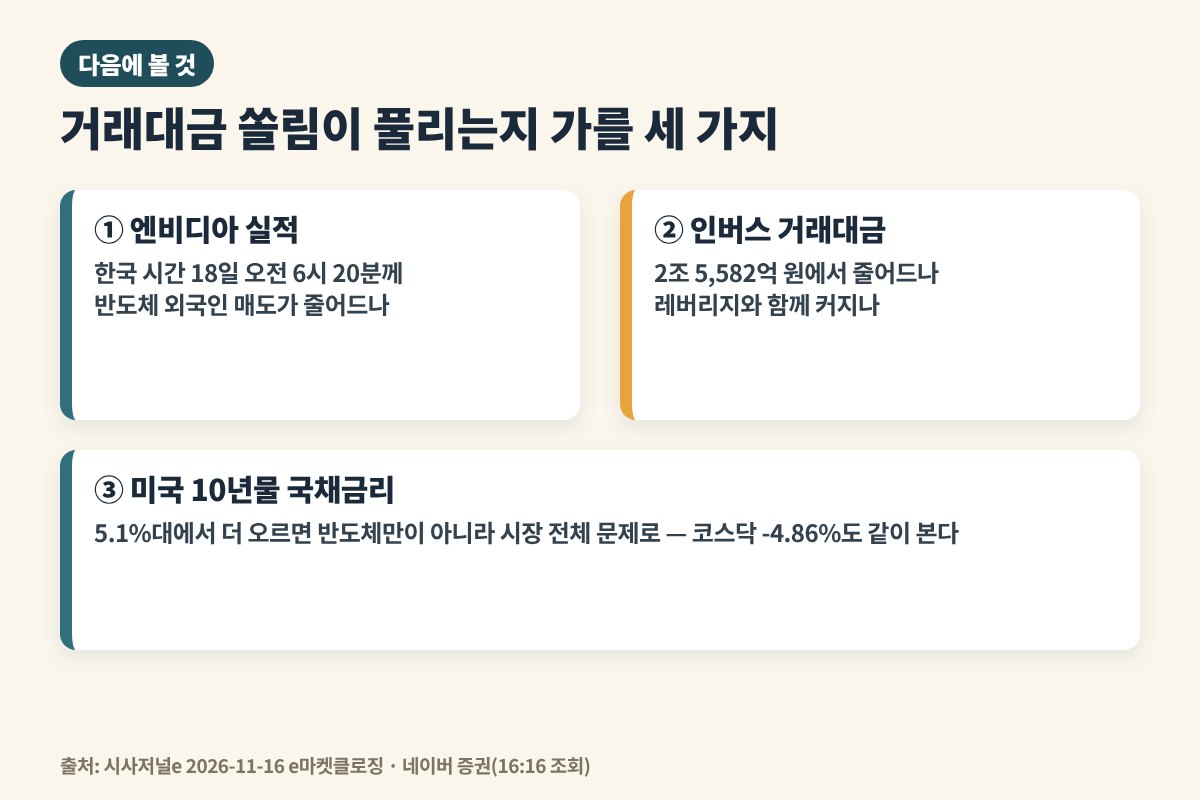 다음에 볼 것
거래대금 쏠림이 풀리는지 가를 세 가지
① 엔비디아 실적
한국 시간 18일 오전 6시 20분께
반도체 외국인 매도가 줄어드나
② 인버스 거래대금
2조 5,582억 원에서 줄어드나
레버리지와 함께 커지나
③ 미국 10년물 국채금리
5.1%대에서 더 오르면 반도체만이 아니라 시장 전체 문제로 — 코스닥 -4.86%도 같이 본다
출처: 시사저널e 2026-11-16 e마켓클로징 · 네이버 증권(16:16 조회)